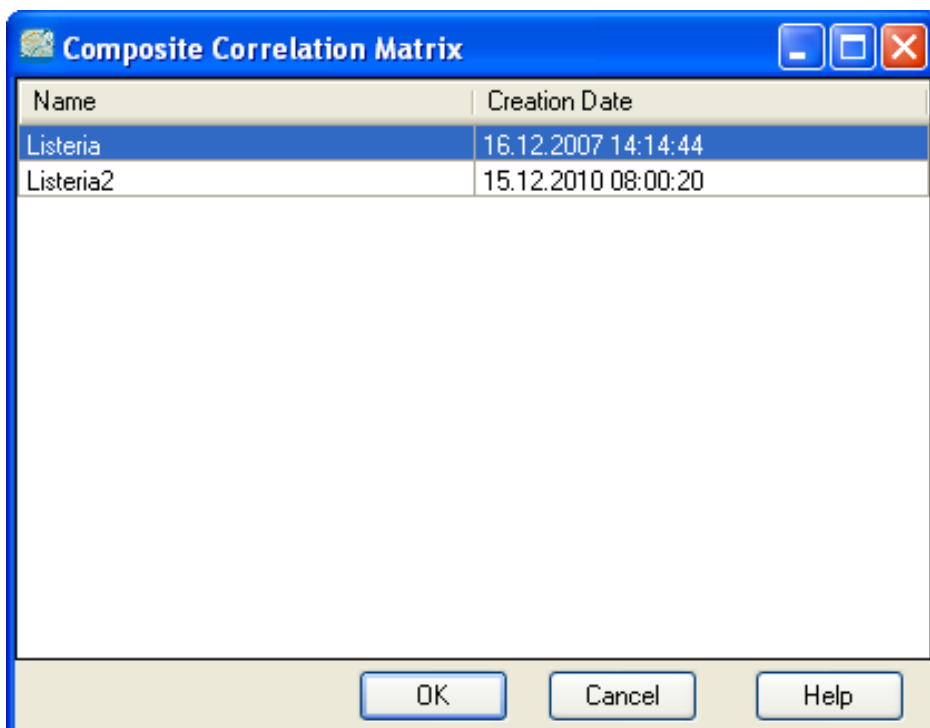 Composite Correlation Matrix
Name Creation Date
Listeria 16.12.2007 14:14:44
Listeria2 15.12.2010 08:00:20
OK Cancel Help